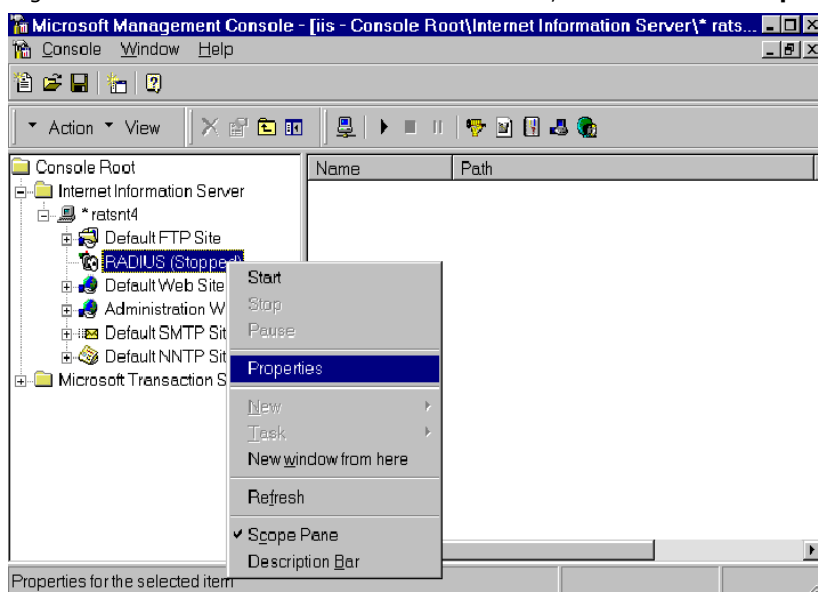 Microsoft Management Console - [iis - Console Root\Internet Information Server\* rats...
Console Window Help
Action View
Console Root
Name Path
Internet Information Server
* ratsnt4
Default FTP Site
RADIUS (Stopped)
Default Web Site
Administration W
Default SMTP Sit
Default NNTP Sit
Microsoft Transaction S
Start
Stop
Pause
Properties
New
Task
New window from here
Refresh
Scope Pane
Description Bar
Properties for the selected item